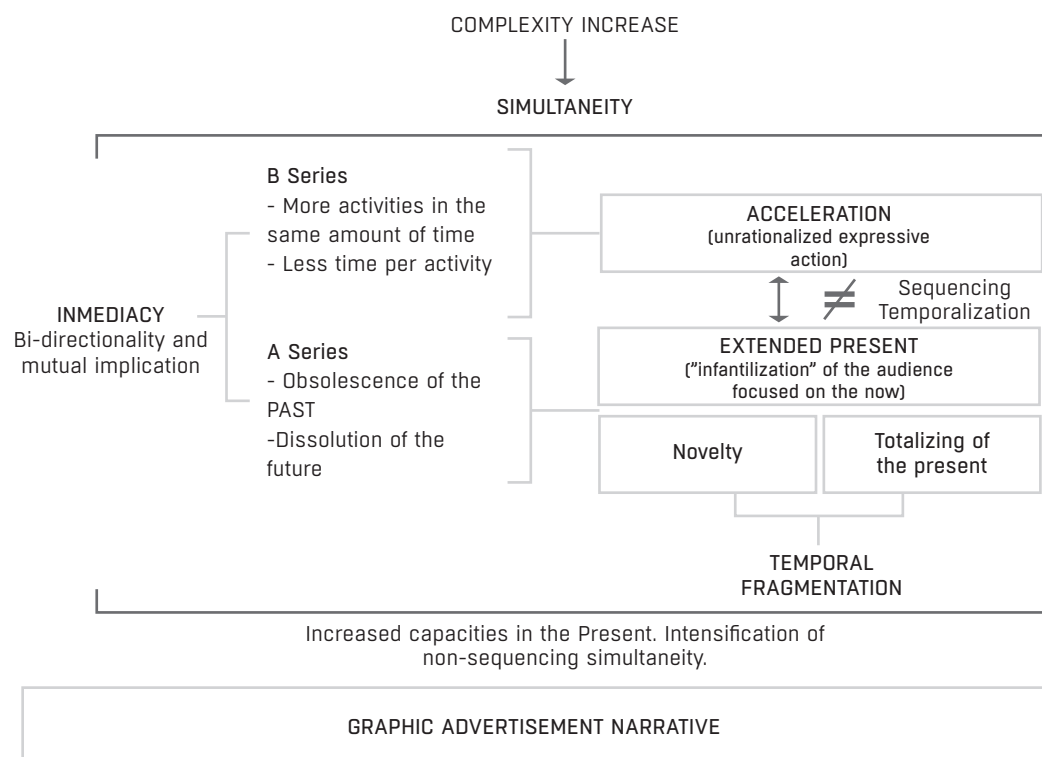 COMPLEXITY INCREASE
SIMULTANEITY
INMEDIACY
Bi-directionality and
mutual implication
B Series
- More activities in the
same amount of time
- Less time per activity
A Series
- Obsolescence of the
PAST
-Dissolution of the
future
ACCELERATION
(unrationalized expressive
action)
≠
Sequencing
Temporalization
EXTENDED PRESENT
("infantilization" of the audience
focused on the now)
Novelty
Totalizing of
the present
TEMPORAL
FRAGMENTATION
Increased capacities in the Present. Intensification of
non-sequencing simultaneity.
GRAPHIC ADVERTISEMENT NARRATIVE